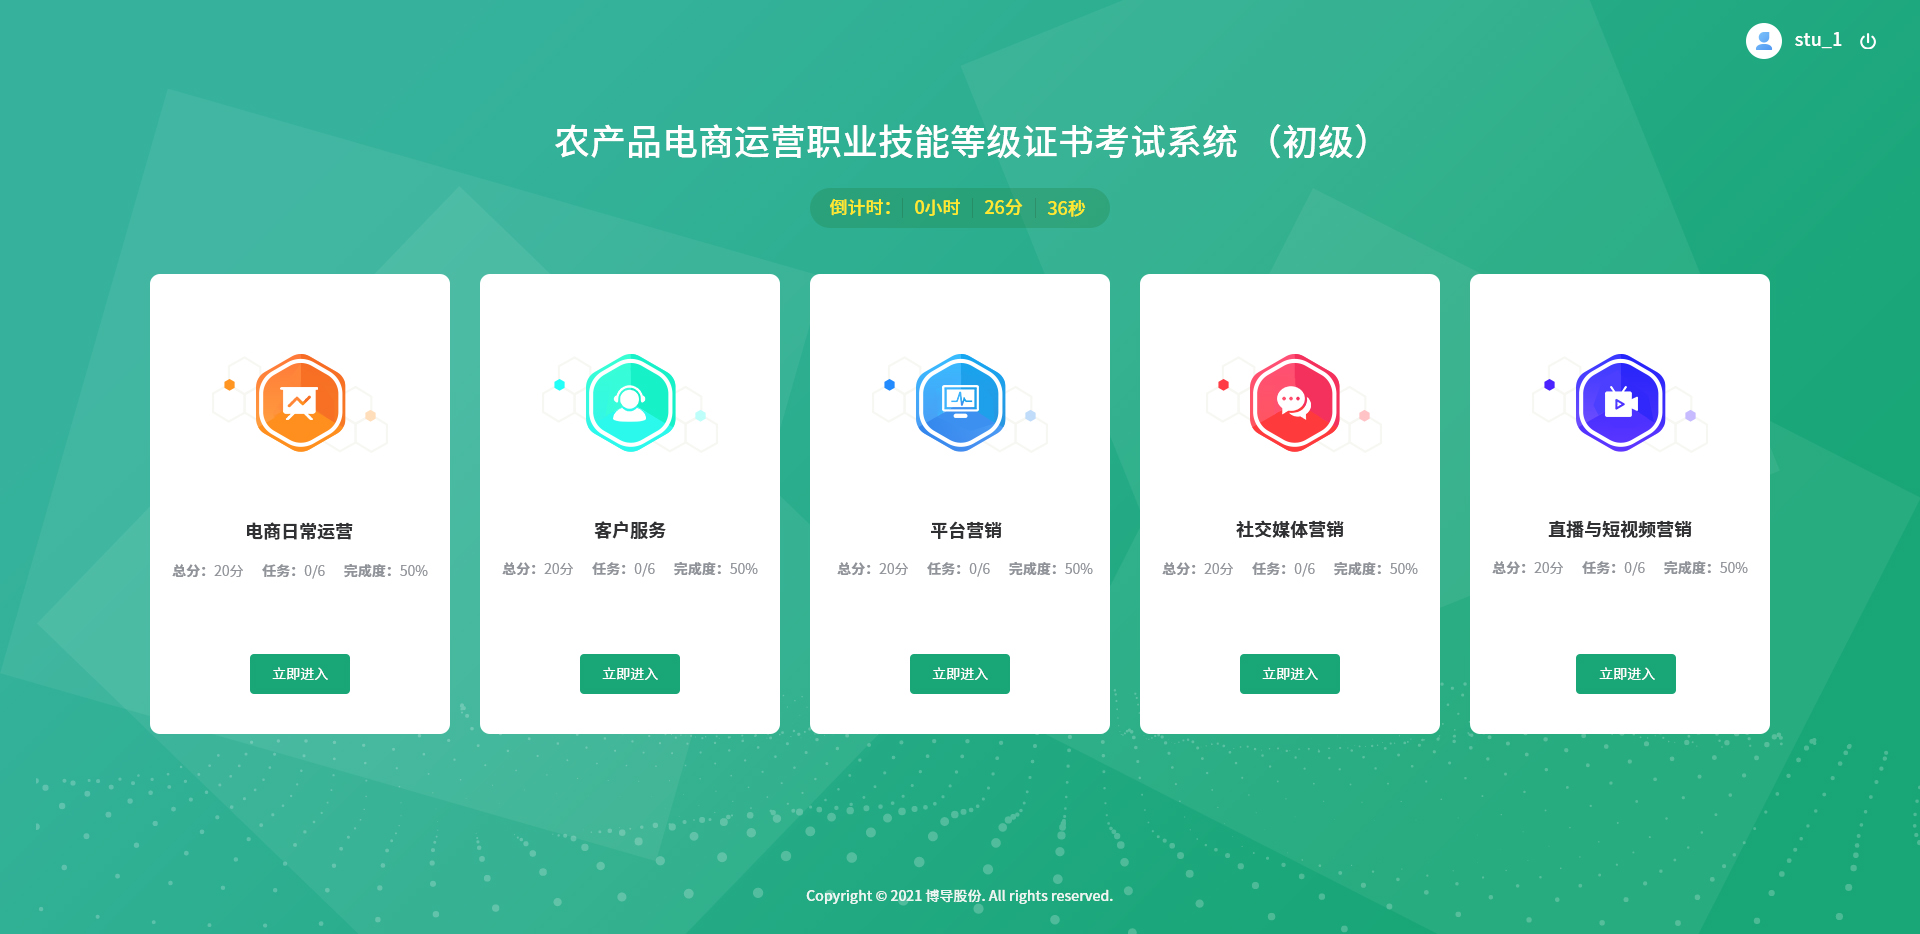 stu_1
农产品电商运营职业技能等级证书考试系统 （初级）
倒计时： 0小时 26分 36秒
电商日常运营
总分：20分 任务：0/6 完成度：50%
立即进入
客户服务
总分：20分 任务：0/6 完成度：50%
立即进入
平台营销
总分：20分 任务：0/6 完成度：50%
立即进入
社交媒体营销
总分：20分 任务：0/6 完成度：50%
立即进入
直播与短视频营销
总分：20分 任务：0/6 完成度：50%
立即进入
Copyright © 2021 博导股份. All rights reserved.